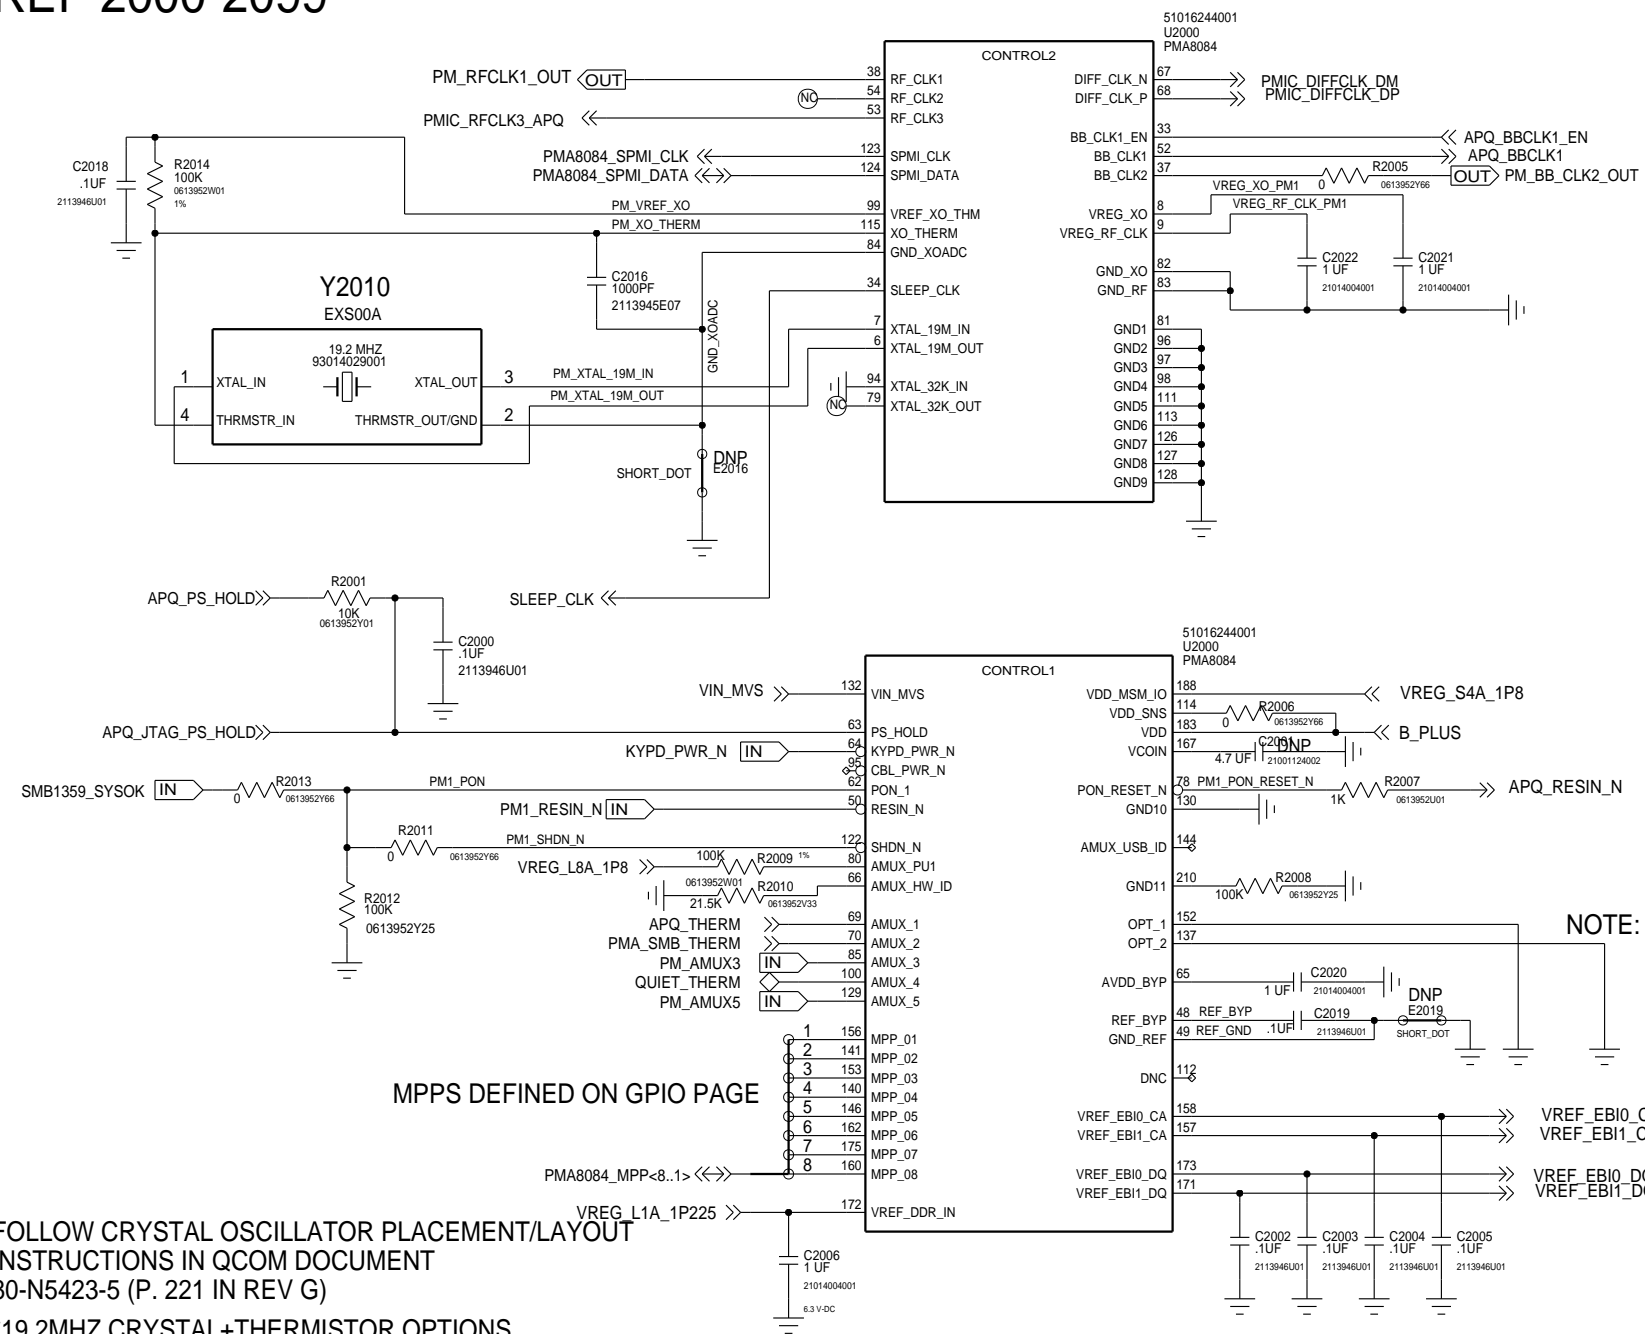 51016244001
U2000
PMA8084
CONTROL2
PM_RFCLK1_OUT OUT 38 RF_CLK1 DIFF_CLK_N 67 PMIC_DIFFCLK_DM
NC 54 RF_CLK2 DIFF_CLK_P 68 PMIC_DIFFCLK_DP
PMIC_RFCLK3_APQ 53 RF_CLK3
BB_CLK1_EN 33 APQ_BBCLK1_EN
PMA8084_SPMI_CLK 123 SPMI_CLK BB_CLK1 52 APQ_BBCLK1
PMA8084_SPMI_DATA 124 SPMI_DATA BB_CLK2 37 R2005 0 0613952Y66 OUT PM_BB_CLK2_OUT
C2018
.1UF
2113946U01
R2014
100K
0613952W01
1%
PM_VREF_XO 99 VREF_XO_THM VREG_XO 8 VREG_XO_PM1
PM_XO_THERM 115 XO_THERM VREG_RF_CLK 9 VREG_RF_CLK_PM1
84 GND_XOADC
C2016
1000PF
2113945E07
GND_XOADC
GND_XO 82
GND_RF 83
C2022
1 UF
21014004001
C2021
1 UF
21014004001
34 SLEEP_CLK
7 XTAL_19M_IN GND1 81
6 XTAL_19M_OUT GND2 96
GND3 97
94 XTAL_32K_IN GND4 98
NC 79 XTAL_32K_OUT GND5 111
GND6 113
GND7 126
GND8 127
GND9 128
Y2010
EXS00A
19.2 MHZ
93014029001
1 XTAL_IN XTAL_OUT 3 PM_XTAL_19M_IN
PM_XTAL_19M_OUT
4 THRMSTR_IN THRMSTR_OUT/GND 2
SHORT_DOT
DNP
E2016
APQ_PS_HOLD
R2001
10K
0613952Y01
SLEEP_CLK
C2000
.1UF
2113946U01
51016244001
U2000
PMA8084
CONTROL1
VIN_MVS 132 VIN_MVS VDD_MSM_IO 188 VREG_S4A_1P8
VDD_SNS 114 R2006 0 0613952Y66
APQ_JTAG_PS_HOLD 63 PS_HOLD VDD 183 B_PLUS
KYPD_PWR_N IN 64 KYPD_PWR_N VCOIN 167 C2001 DNP 4.7 UF 21001124002
95 CBL_PWR_N
SMB1359_SYSOK IN R2013 0 0613952Y66 PM1_PON 62 PON_1 PON_RESET_N 78 PM1_PON_RESET_N R2007 1K 0613952U01 APQ_RESIN_N
PM1_RESIN_N IN 50 RESIN_N GND10 130
R2011 0 0613952Y66 PM1_SHDN_N 122 SHDN_N AMUX_USB_ID 144
VREG_L8A_1P8 100K R2009 1% 0613952W01 80 AMUX_PU1
21.5K R2010 0613952V33 66 AMUX_HW_ID GND11 210 R2008 100K 0613952Y25
R2012
100K
0613952Y25
APQ_THERM 69 AMUX_1 OPT_1 152
PMA_SMB_THERM 70 AMUX_2 OPT_2 137
NOTE:
PM_AMUX3 IN 85 AMUX_3
QUIET_THERM 100 AMUX_4 AVDD_BYP 65 C2020 1 UF 21014004001
PM_AMUX5 IN 129 AMUX_5
REF_BYP 48 REF_BYP C2019 .1UF 2113946U01
GND_REF 49 REF_GND
DNP
E2019
SHORT_DOT
DNC 112
1 156 MPP_01
2 141 MPP_02
3 153 MPP_03
4 140 MPP_04
5 146 MPP_05
6 162 MPP_06
7 175 MPP_07
8 160 MPP_08
MPPS DEFINED ON GPIO PAGE
PMA8084_MPP<8..1>
VREF_EBI0_CA 158
VREF_EBI1_CA 157
VREF_EBI0_DQ 173
VREF_EBI1_DQ 171
VREG_L1A_1P225 172 VREF_DDR_IN
C2006
1 UF
21014004001
6.3 V-DC
C2002
.1UF
2113946U01
C2003
.1UF
2113946U01
C2004
.1UF
2113946U01
C2005
.1UF
2113946U01
FOLLOW CRYSTAL OSCILLATOR PLACEMENT/LAYOUT
INSTRUCTIONS IN QCOM DOCUMENT
80-N5423-5 (P. 221 IN REV G)
19.2MHZ CRYSTAL+THERMISTOR OPTIONS